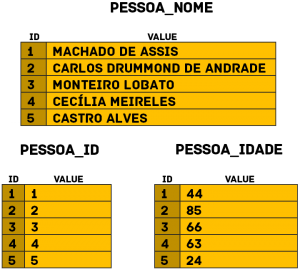 PESSOA_NOME
ID VALUE
1 MACHADO DE ASSIS
2 CARLOS DRUMMOND DE ANDRADE
3 MONTEIRO LOBATO
4 CECÍLIA MEIRELES
5 CASTRO ALVES
PESSOA_ID
ID VALUE
1 1
2 2
3 3
4 4
5 5
PESSOA_IDADE
ID VALUE
1 44
2 85
3 66
4 63
5 24